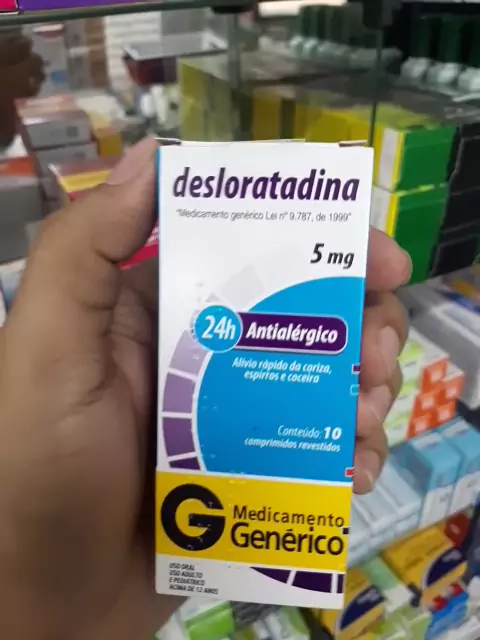 desloratadina
"Medicamento genérico Lei nº 9.787, de 1999"
5 mg
24h Antialérgico
Alívio rápido da coriza,
espirros e coceira
Conteúdo: 10
comprimidos revestidos
G Medicamento
Genérico
USO ORAL
USO ADULTO
E PEDIÁTRICO
ACIMA DE 12 ANOS